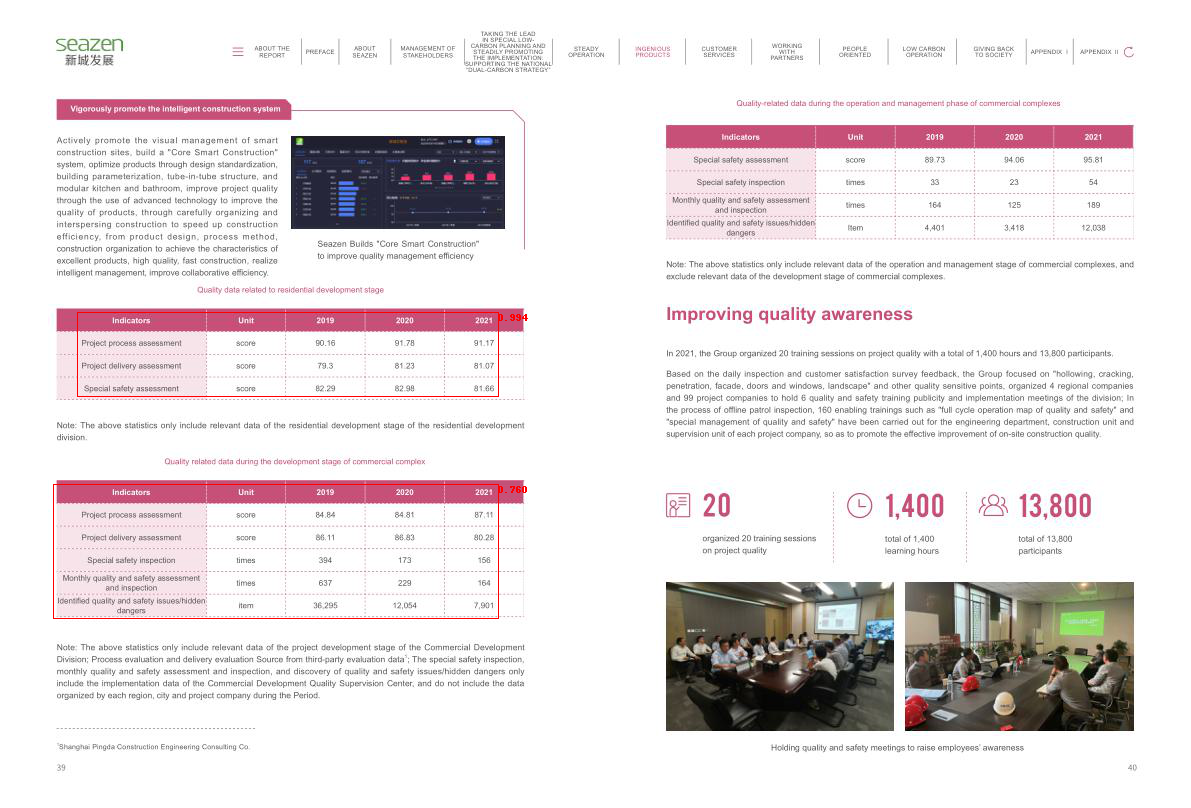 seazen
新城发展
ABOUT THE
REPORT
PREFACE
ABOUT
SEAZEN
MANAGEMENT OF
STAKEHOLDERS
TAKING THE LEAD
IN SPECIAL LOW-
CARBON PLANNING AND
STEADILY PROMOTING
THE IMPLEMENTATION:
SUPPORTING THE NATIONAL
"DUAL-CARBON STRATEGY"
STEADY
OPERATION
INGENIOUS
PRODUCTS
CUSTOMER
SERVICES
WORKING
WITH
PARTNERS
PEOPLE
ORIENTED
LOW CARBON
OPERATION
GIVING BACK
TO SOCIETY
APPENDIX I
APPENDIX II
Vigorously promote the intelligent construction system
Actively promote the visual management of smart
construction sites, build a "Core Smart Construction"
system, optimize products through design standardization,
building parameterization, tube-in-tube structure, and
modular kitchen and bathroom, improve project quality
through the use of advanced technology to improve the
quality of products, through carefully organizing and
interspersing construction to speed up construction
efficiency, from product design, process method,
construction organization to achieve the characteristics of
excellent products, high quality, fast construction, realize
intelligent management, improve collaborative efficiency.
Seazen Builds "Core Smart Construction"
to improve quality management efficiency
Quality data related to residential development stage
Indicators Unit 2019 2020 2021 0.994
Project process assessment score 90.16 91.78 91.17
Project delivery assessment score 79.3 81.23 81.07
Special safety assessment score 82.29 82.98 81.66
Note: The above statistics only include relevant data of the residential development stage of the residential development
division.
Quality related data during the development stage of commercial complex
Indicators Unit 2019 2020 2021 0.760
Project process assessment score 84.84 84.81 87.11
Project delivery assessment score 86.11 86.83 80.28
Special safety inspection times 394 173 156
Monthly quality and safety assessment
and inspection times 637 229 164
Identified quality and safety issues/hidden
dangers item 36,295 12,054 7,901
Note: The above statistics only include relevant data of the project development stage of the Commercial Development
Division; Process evaluation and delivery evaluation Source from third-party evaluation data¹; The special safety inspection,
monthly quality and safety assessment and inspection, and discovery of quality and safety issues/hidden dangers only
include the implementation data of the Commercial Development Quality Supervision Center, and do not include the data
organized by each region, city and project company during the Period.
¹Shanghai Pingda Construction Engineering Consulting Co.
39
Quality-related data during the operation and management phase of commercial complexes
Indicators Unit 2019 2020 2021
Special safety assessment score 89.73 94.06 95.81
Special safety inspection times 33 23 54
Monthly quality and safety assessment
and inspection times 164 125 189
Identified quality and safety issues/hidden
dangers Item 4,401 3,418 12,038
Note: The above statistics only include relevant data of the operation and management stage of commercial complexes, and
exclude relevant data of the development stage of commercial complexes.
Improving quality awareness
In 2021, the Group organized 20 training sessions on project quality with a total of 1,400 hours and 13,800 participants.
Based on the daily inspection and customer satisfaction survey feedback, the Group focused on "hollowing, cracking,
penetration, facade, doors and windows, landscape" and other quality sensitive points, organized 4 regional companies
and 99 project companies to hold 6 quality and safety training publicity and implementation meetings of the division; In
the process of offline patrol inspection, 160 enabling trainings such as "full cycle operation map of quality and safety" and
"special management of quality and safety" have been carried out for the engineering department, construction unit and
supervision unit of each project company, so as to promote the effective improvement of on-site construction quality.
20
organized 20 training sessions
on project quality
1,400
total of 1,400
learning hours
13,800
total of 13,800
participants
Holding quality and safety meetings to raise employees' awareness
40